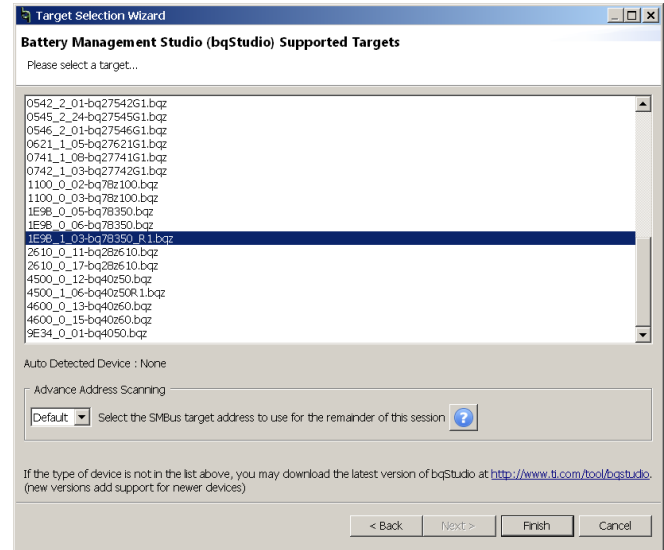 Target Selection Wizard
Battery Management Studio (bqStudio) Supported Targets
Please select a target...
0542_2_01-bq27542G1.bqz
0545_2_24-bq27545G1.bqz
0546_2_01-bq27546G1.bqz
0621_1_05-bq27621G1.bqz
0741_1_08-bq27741G1.bqz
0742_1_03-bq27742G1.bqz
1100_0_02-bq78z100.bqz
1100_0_03-bq78z100.bqz
1E9B_0_05-bq78350.bqz
1E9B_0_06-bq78350.bqz
1E9B_1_03-bq78350_R1.bqz
2610_0_11-bq28z610.bqz
2610_0_17-bq28z610.bqz
4500_0_12-bq40z50.bqz
4500_1_06-bq40z50R1.bqz
4600_0_13-bq40z60.bqz
4600_0_15-bq40z60.bqz
9E34_0_01-bq4050.bqz
Auto Detected Device : None
Advance Address Scanning
Default Select the SMBus target address to use for the remainder of this session ?
If the type of device is not in the list above, you may download the latest version of bqStudio at http://www.ti.com/tool/bqstudio.
(new versions add support for newer devices)
< Back Next > Finish Cancel